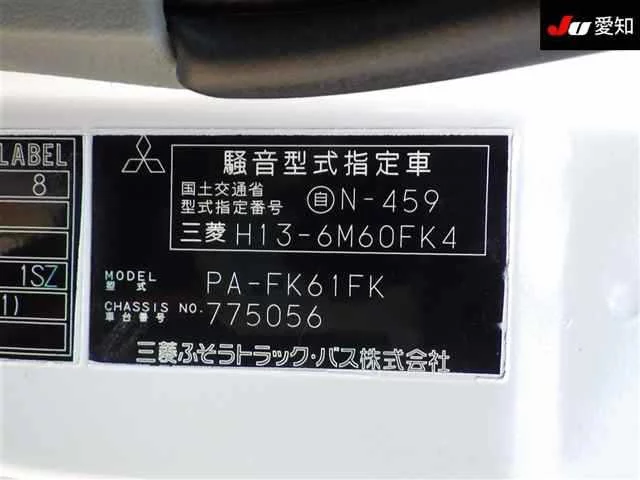 JU 愛知
LABEL
8
1SZ
1)
騒音型式指定車
国土交通省
型式指定番号 自N-459
三菱 H13-6M60FK4
MODEL
型式 PA-FK61FK
CHASSIS NO.
車台番号 775056
三菱ふそうトラック・バス株式会社